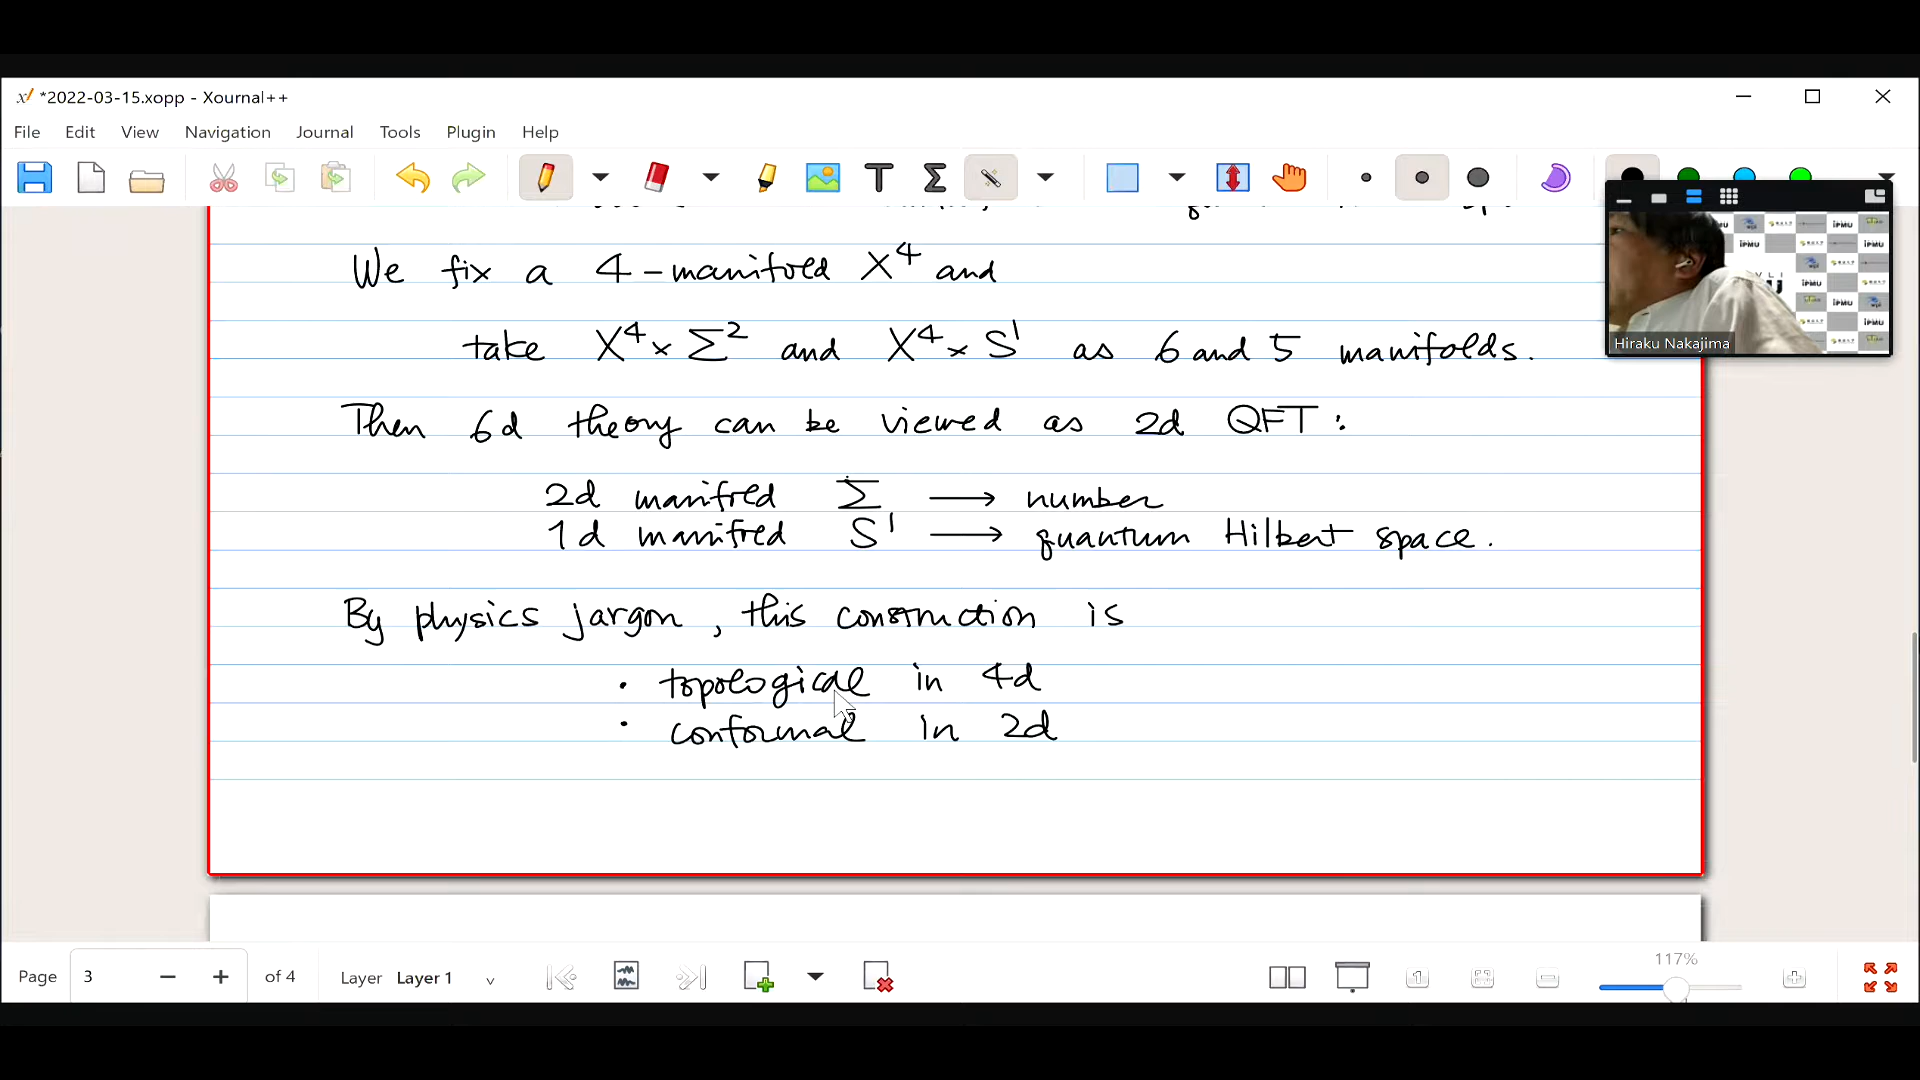 *2022-03-15.xopp - Xournal++
File Edit View Navigation Journal Tools Plugin Help
We fix a 4-manifold X⁴ and
take X⁴ × Σ² and X⁴ × S¹ as 6 and 5 manifolds.
Then 6d theory can be viewed as 2d QFT :
2d manifold Σ → number
1d manifold S¹ → quantum Hilbert space.
By physics jargon, this construction is
· topological in 4d
· conformal in 2d
Hiraku Nakajima
Page 3 of 4 Layer Layer 1 117%